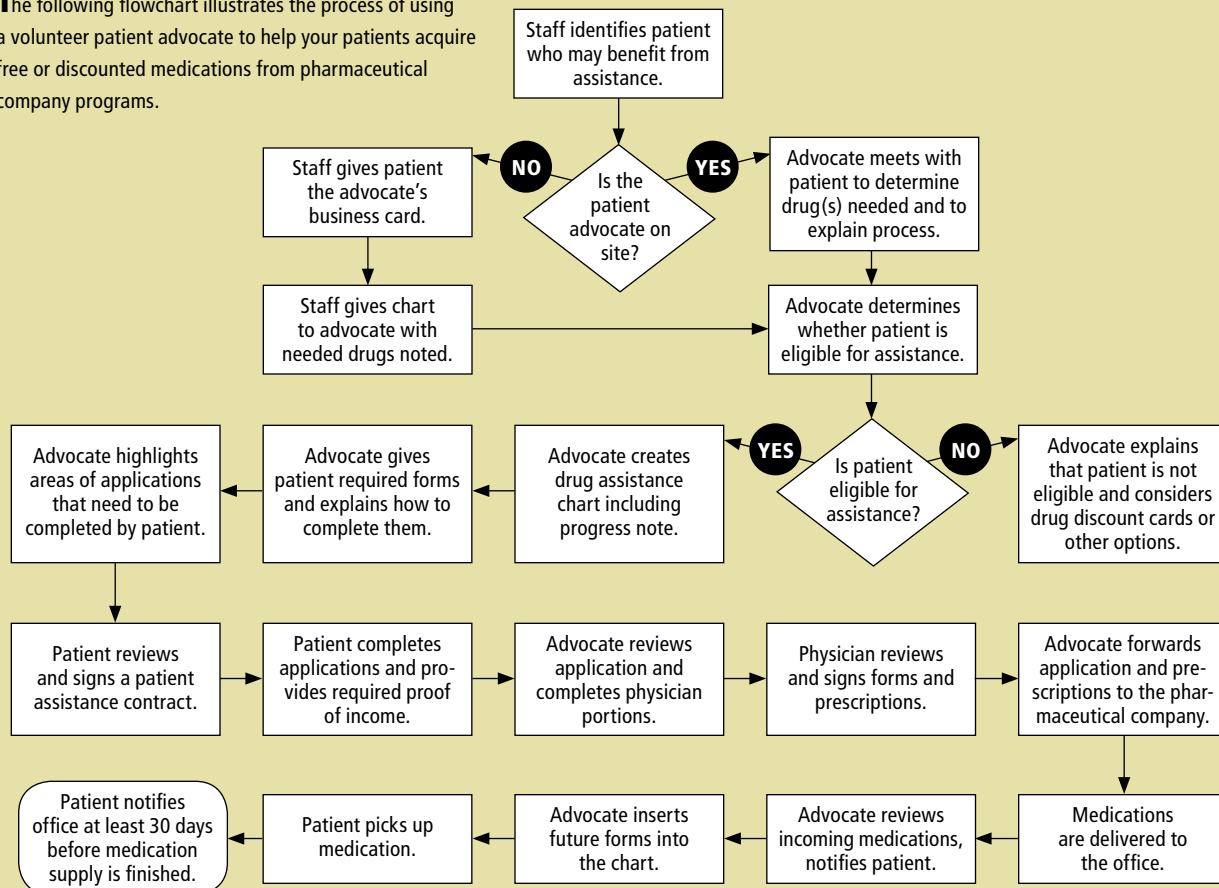 The following flowchart illustrates the process of using
a volunteer patient advocate to help your patients acquire
free or discounted medications from pharmaceutical
company programs.
Staff identifies patient
who may benefit from
assistance.
Is the
patient
advocate on
site?
NO
YES
Staff gives patient
the advocate's
business card.
Advocate meets with
patient to determine
drug(s) needed and to
explain process.
Staff gives chart
to advocate with
needed drugs noted.
Advocate determines
whether patient is
eligible for assistance.
Is patient
eligible for
assistance?
YES
NO
Advocate explains
that patient is not
eligible and considers
drug discount cards or
other options.
Advocate creates
drug assistance
chart including
progress note.
Advocate gives
patient required forms
and explains how to
complete them.
Advocate highlights
areas of applications
that need to be
completed by patient.
Patient reviews
and signs a patient
assistance contract.
Patient completes
applications and pro-
vides required proof
of income.
Advocate reviews
application and
completes physician
portions.
Physician reviews
and signs forms and
prescriptions.
Advocate forwards
application and pre-
scriptions to the phar-
maceutical company.
Medications
are delivered to
the office.
Advocate reviews
incoming medications,
notifies patient.
Advocate inserts
future forms into
the chart.
Patient picks up
medication.
Patient notifies
office at least 30 days
before medication
supply is finished.